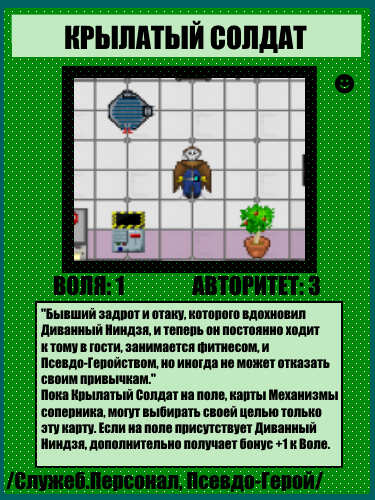 КРЫЛАТЫЙ СОЛДАТ
ВОЛЯ: 1 АВТОРИТЕТ: 3
"Бывший задрот и отаку, которого вдохновил
Диванный Ниндзя, и теперь он постоянно ходит
к тому в гости, занимается фитнесом, и
Псевдо-Геройством, но иногда не может отказать
своим привычкам."
Пока Крылатый Солдат на поле, карты Механизмы
соперника, могут выбирать своей целью только
эту карту. Если на поле присутствует Диванный
Ниндзя, дополнительно получает бонус +1 к Воле.
/Служеб.Персонал, Псевдо-Герой/